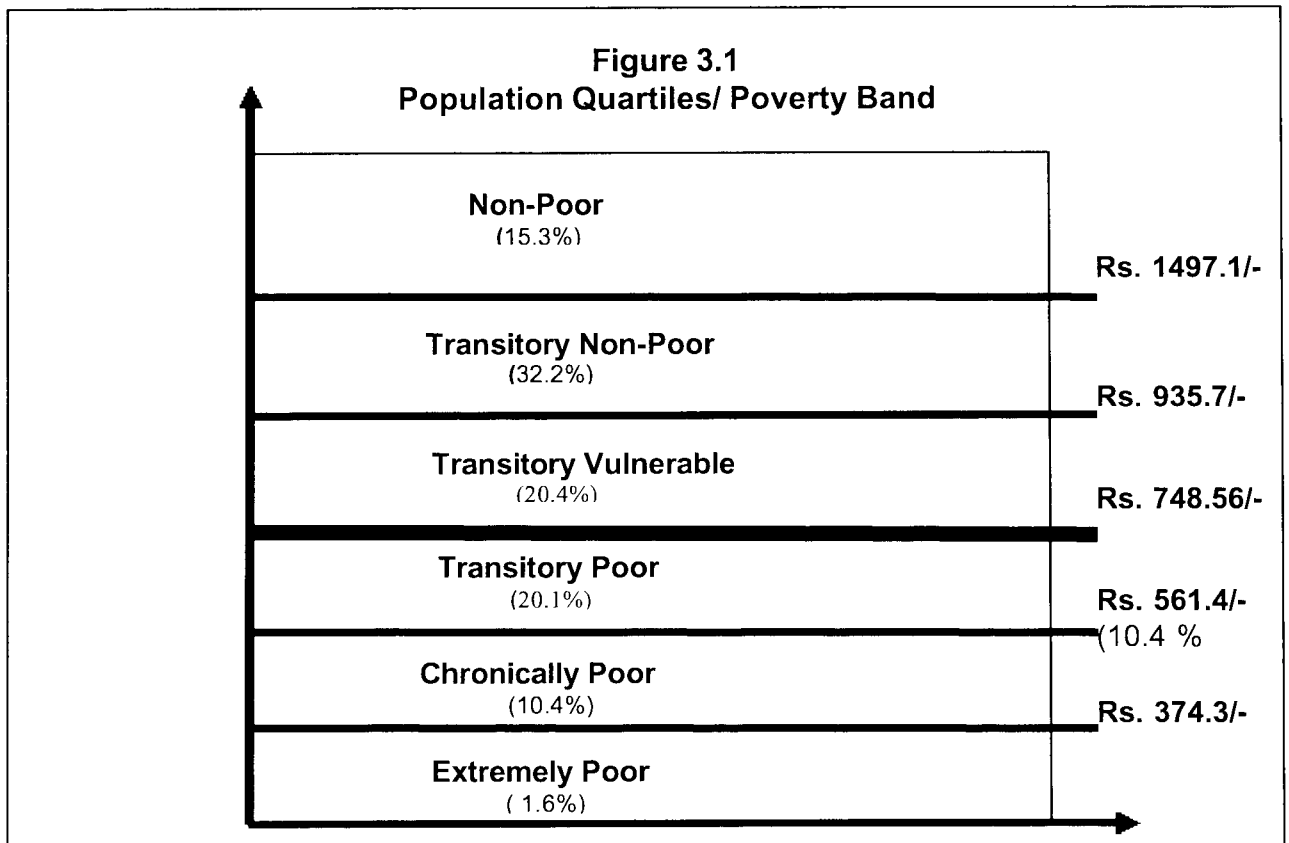 Figure 3.1
Population Quartiles/ Poverty Band
Non-Poor
(15.3%)
Rs. 1497.1/-
Transitory Non-Poor
(32.2%)
Rs. 935.7/-
Transitory Vulnerable
(20.4%)
Rs. 748.56/-
Transitory Poor
(20.1%)
Rs. 561.4/-
(10.4 %
Chronically Poor
(10.4%)
Rs. 374.3/-
Extremely Poor
( 1.6%)